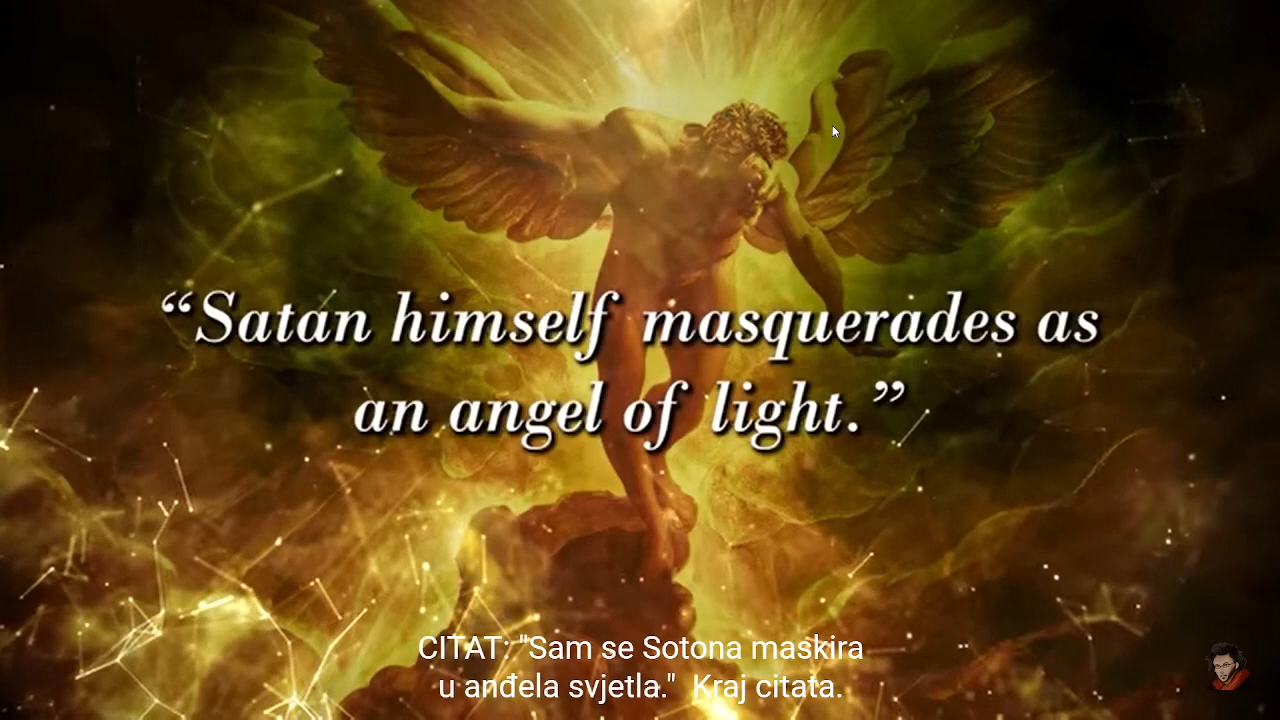 “Satan himself masquerades as
an angel of light.”
CITAT: "Sam se Sotona maskira
u anđela svjetla." Kraj citata.